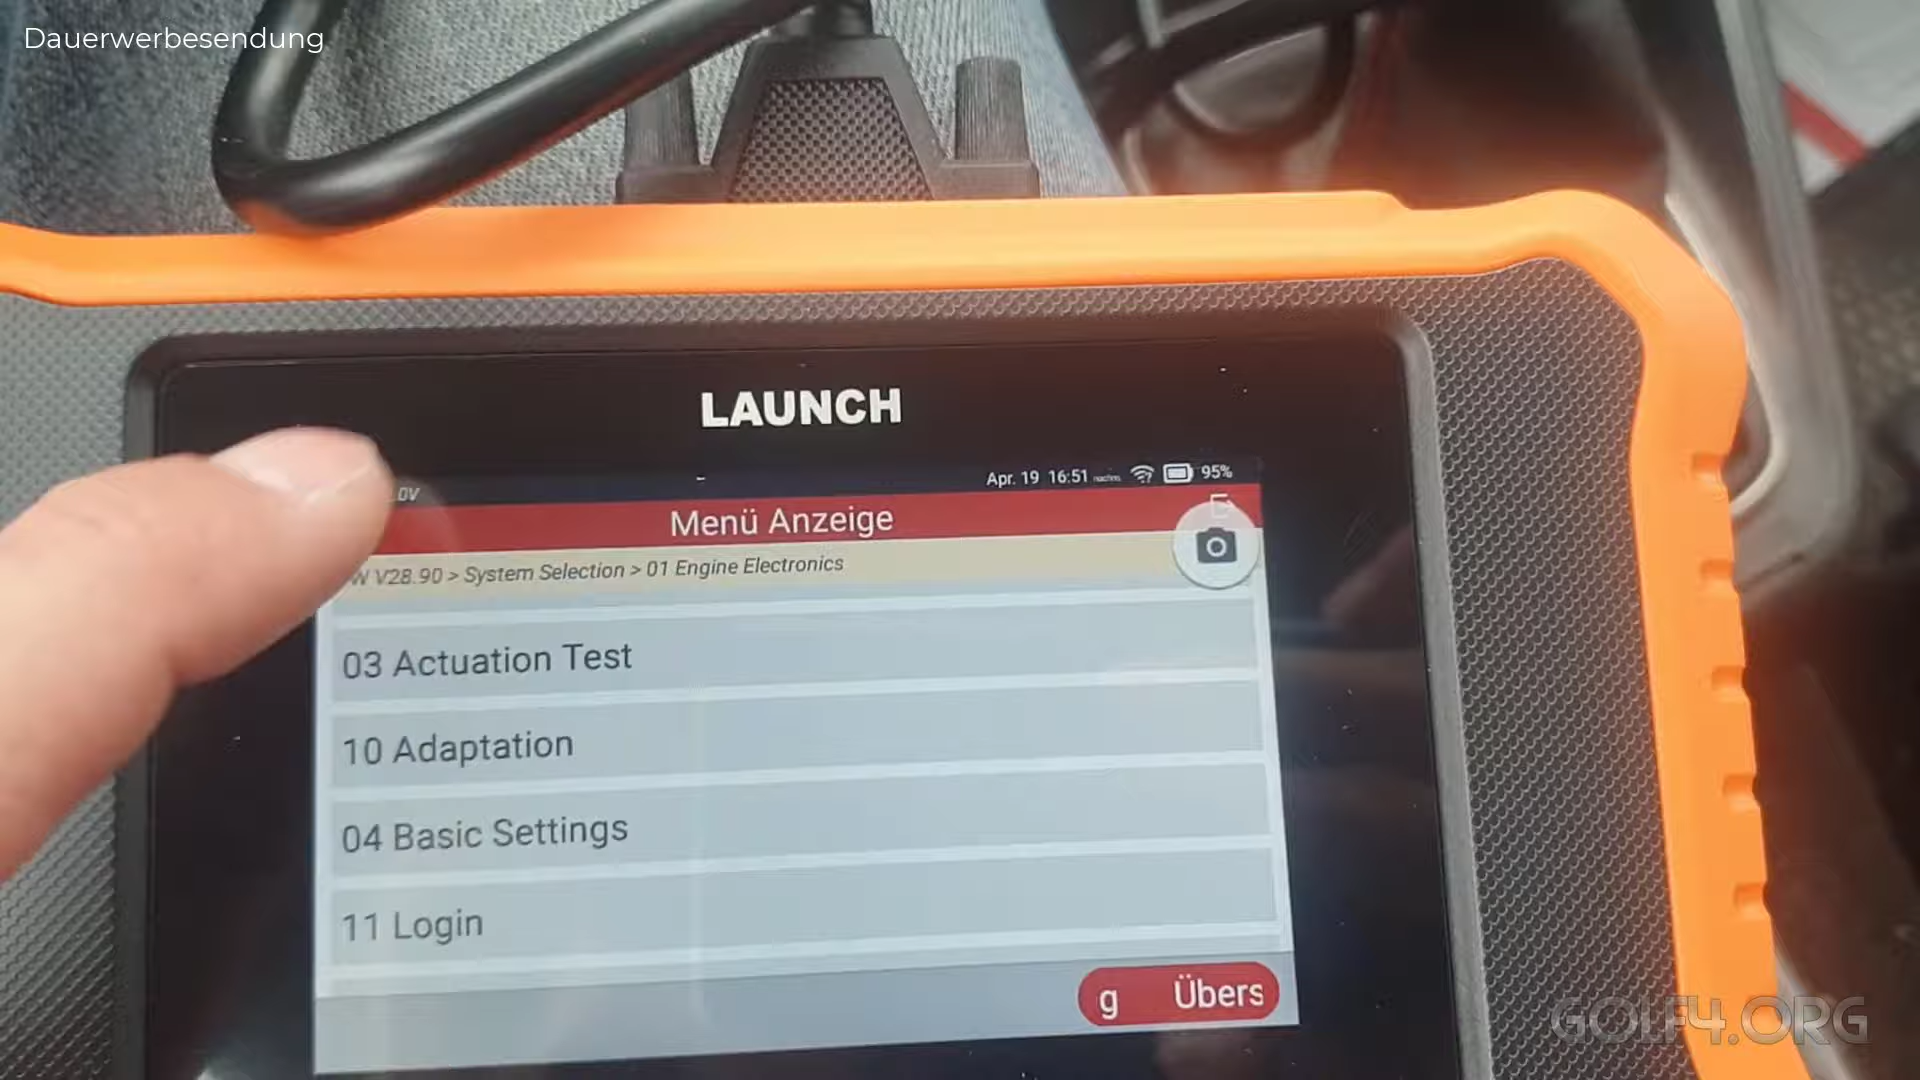 Dauerwerbesendung
LAUNCH
.0V
Apr. 19 16:51 95%
Menü Anzeige
W V28.90 > System Selection > 01 Engine Electronics
03 Actuation Test
10 Adaptation
04 Basic Settings
11 Login
g Übers
GOLF4.ORG